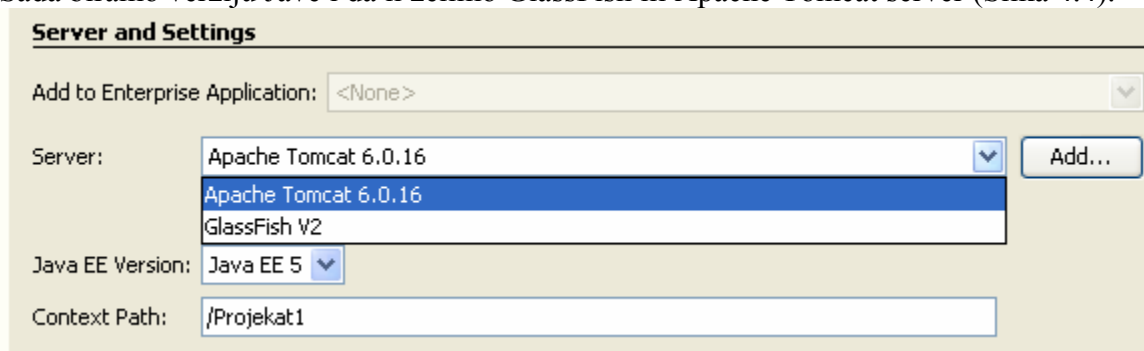 Sada biramo verziju Jave i da li želimo GlassFish ili Apache Tomcat server (Slika 4.4).
Server and Settings
Add to Enterprise Application: <None>
Server: Apache Tomcat 6.0.16 Add...
Apache Tomcat 6.0.16
GlassFish V2
Java EE Version: Java EE 5
Context Path: /Projekat1